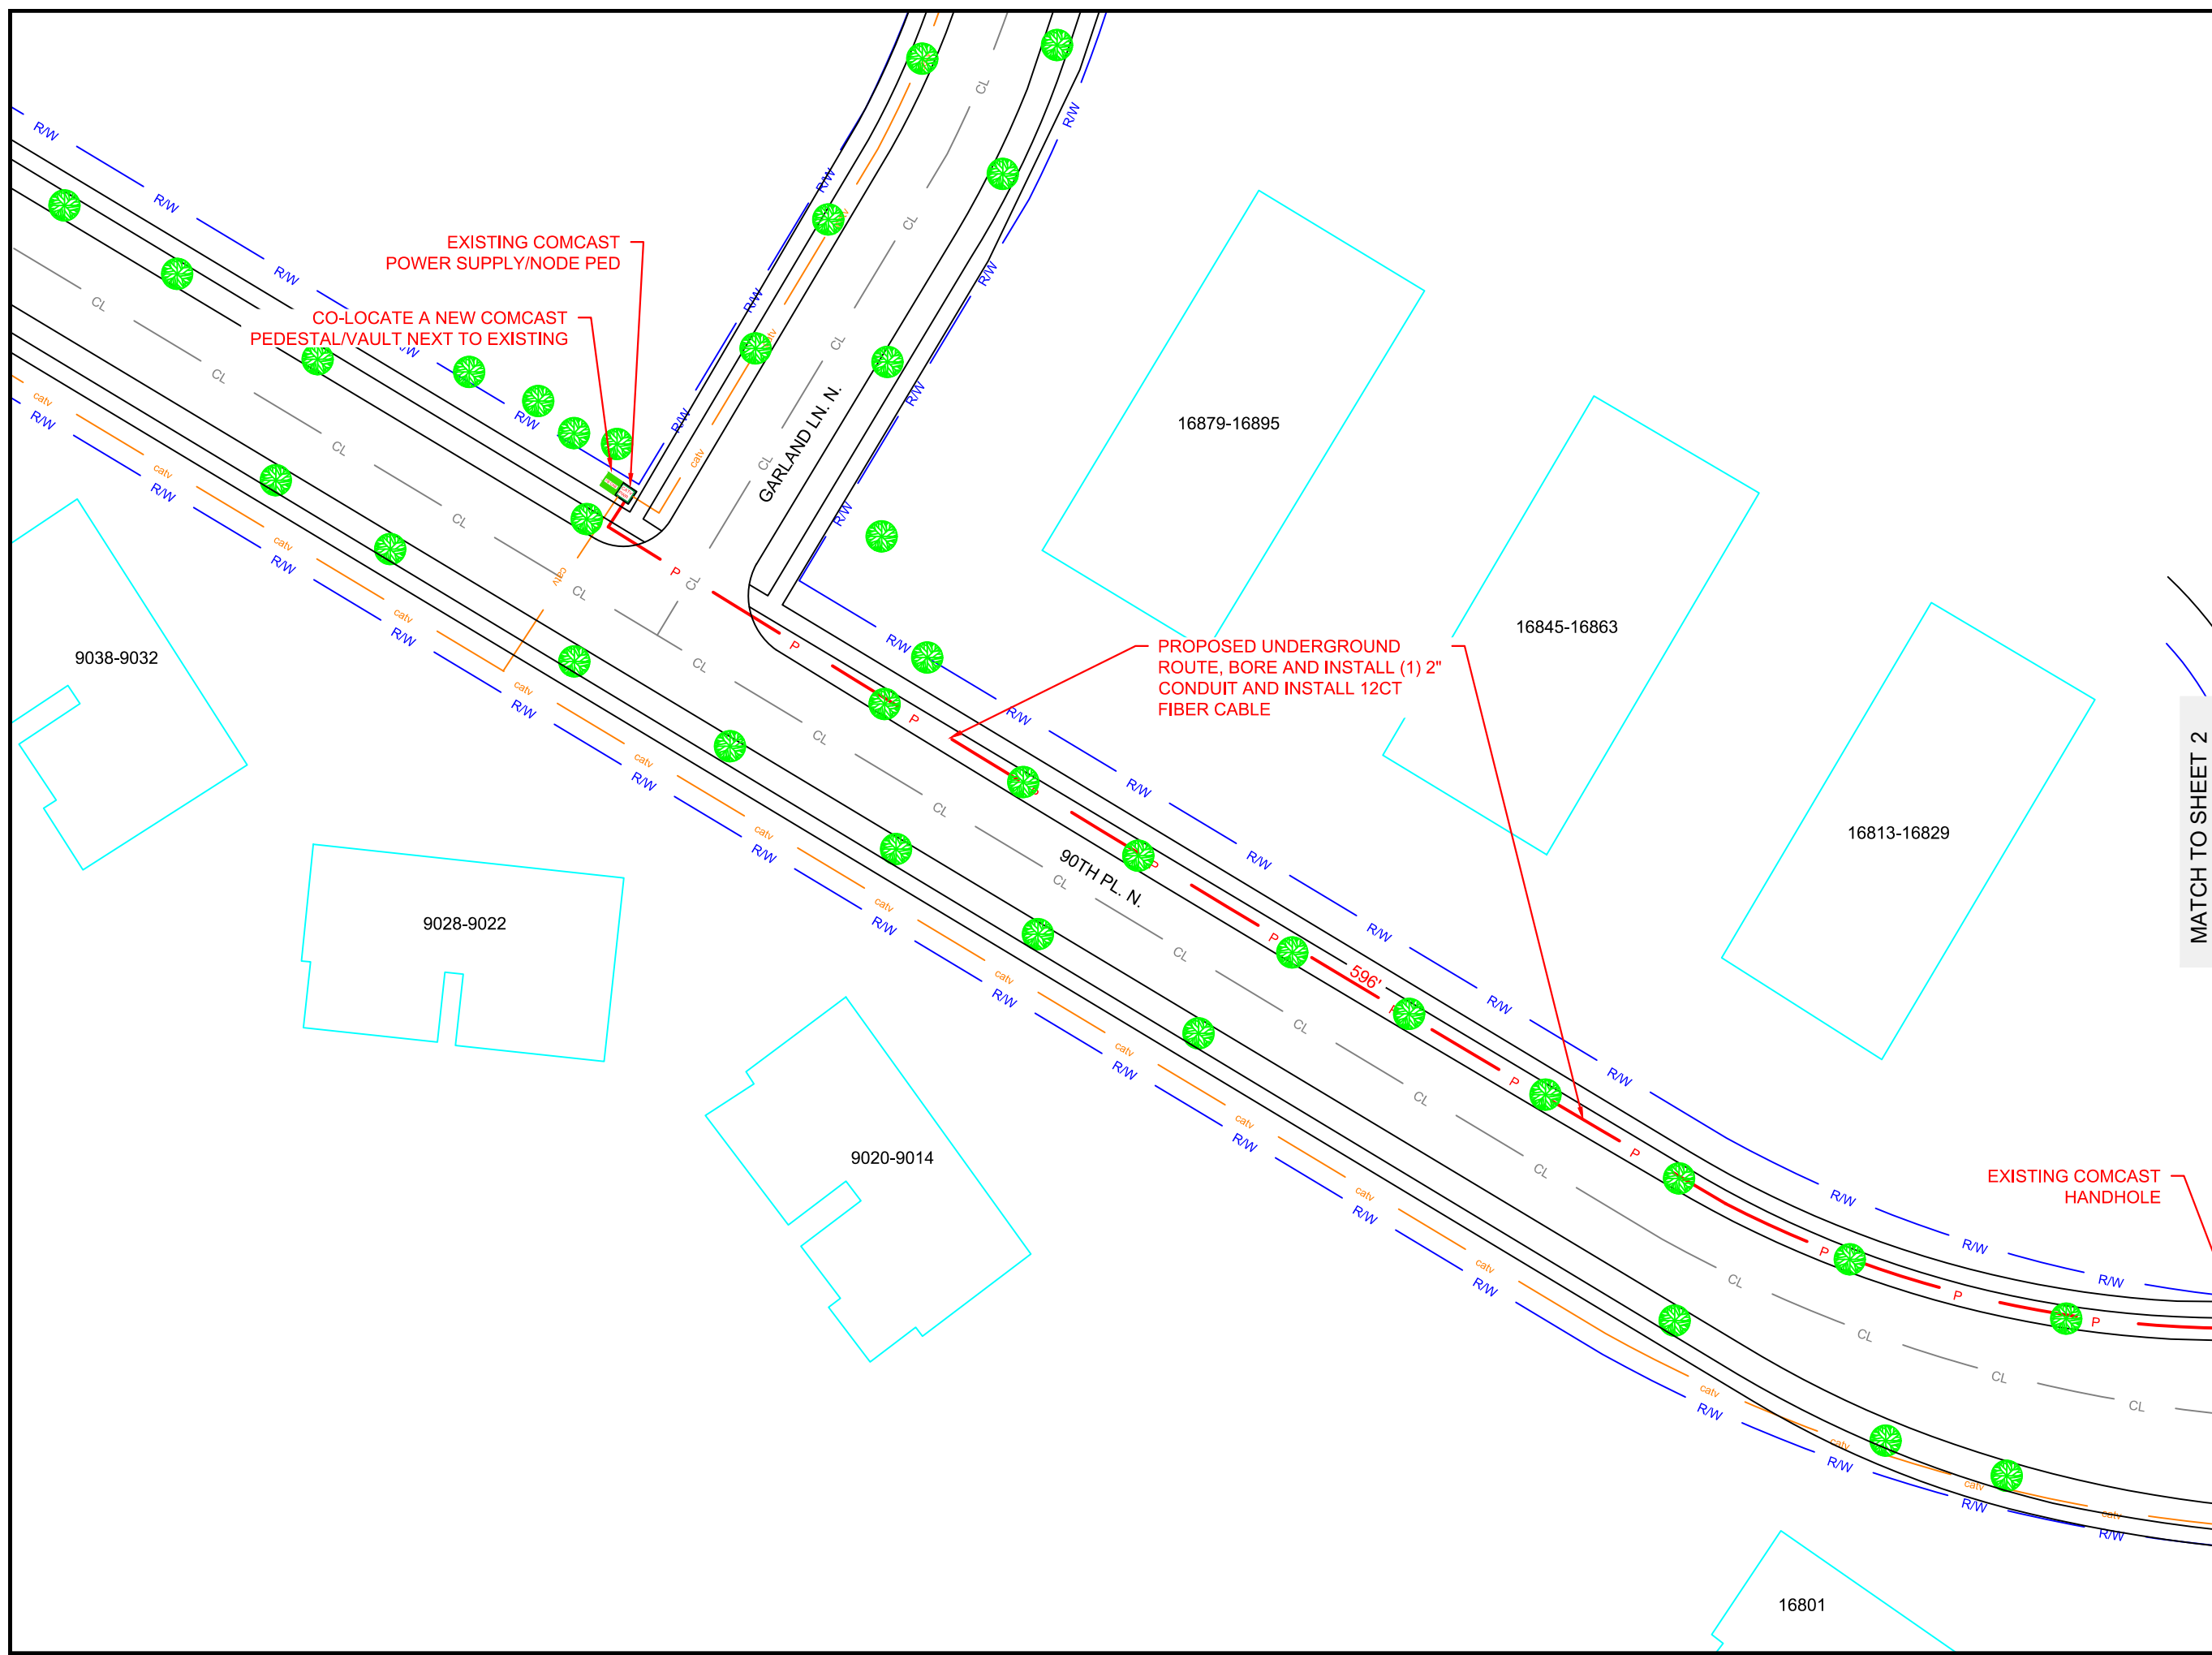 EXISTING COMCAST
POWER SUPPLY/NODE PED
CO-LOCATE A NEW COMCAST
PEDESTAL/VAULT NEXT TO EXISTING
GARLAND LN. N.
16879-16895
16845-16863
16813-16829
PROPOSED UNDERGROUND
ROUTE, BORE AND INSTALL (1) 2"
CONDUIT AND INSTALL 12CT
FIBER CABLE
MATCH TO SHEET 2
9038-9032
9028-9022
9020-9014
90TH PL. N.
596'
EXISTING COMCAST
HANDHOLE
16801
R/W
CL
catv
P